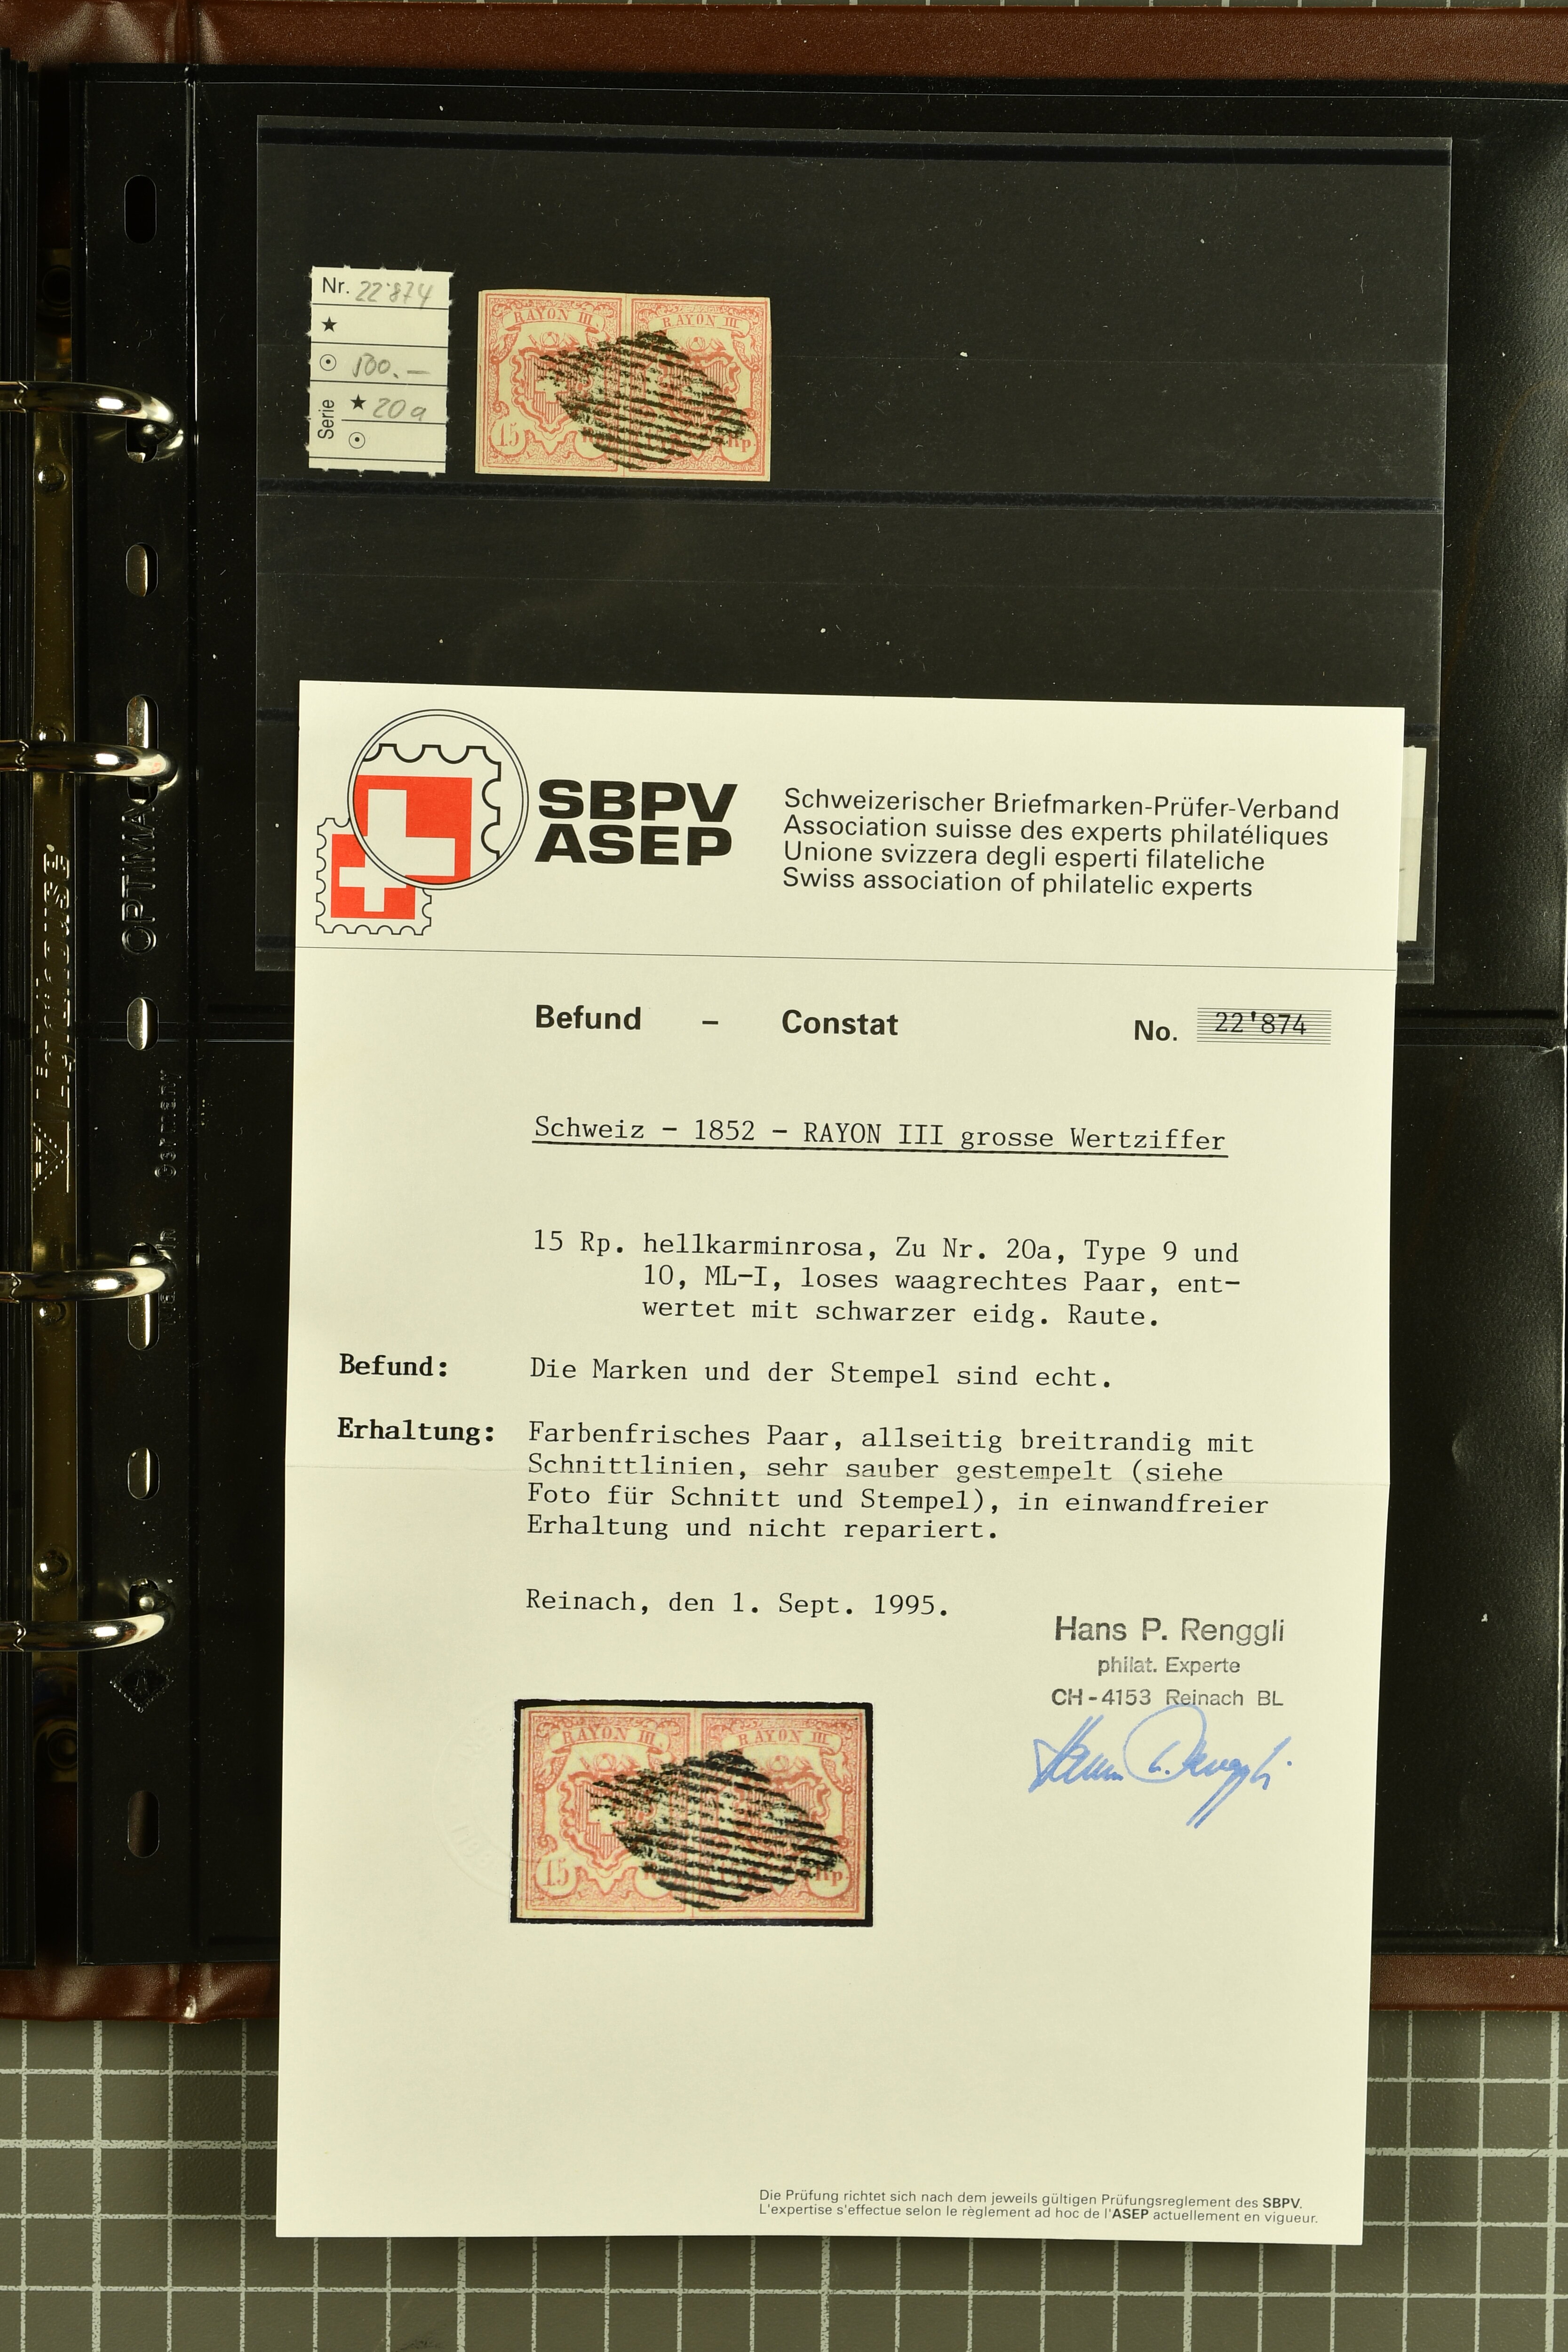 Nr. 22'874
★
500.—
Serie ★ 20a
RAYON III RAYON III
15 Rp.
SBPV
ASEP
Schweizerischer Briefmarken-Prüfer-Verband
Association suisse des experts philatéliques
Unione svizzera degli esperti filateliche
Swiss association of philatelic experts
Befund – Constat No. 22'874
Schweiz - 1852 - RAYON III grosse Wertziffer
15 Rp. hellkarminrosa, Zu Nr. 20a, Type 9 und
10, ML-I, loses waagrechtes Paar, ent-
wertet mit schwarzer eidg. Raute.
Befund: Die Marken und der Stempel sind echt.
Erhaltung: Farbenfrisches Paar, allseitig breitrandig mit
Schnittlinien, sehr sauber gestempelt (siehe
Foto für Schnitt und Stempel), in einwandfreier
Erhaltung und nicht repariert.
Reinach, den 1. Sept. 1995.
Hans P. Renggli
philat. Experte
CH-4153 Reinach BL
RAYON III. RAYON III.
15 Rp.
Die Prüfung richtet sich nach dem jeweils gültigen Prüfungsreglement des SBPV.
L'expertise s'effectue selon le règlement ad hoc de l'ASEP actuellement en vigueur.
OPTIMA
Lighthouse
Germany